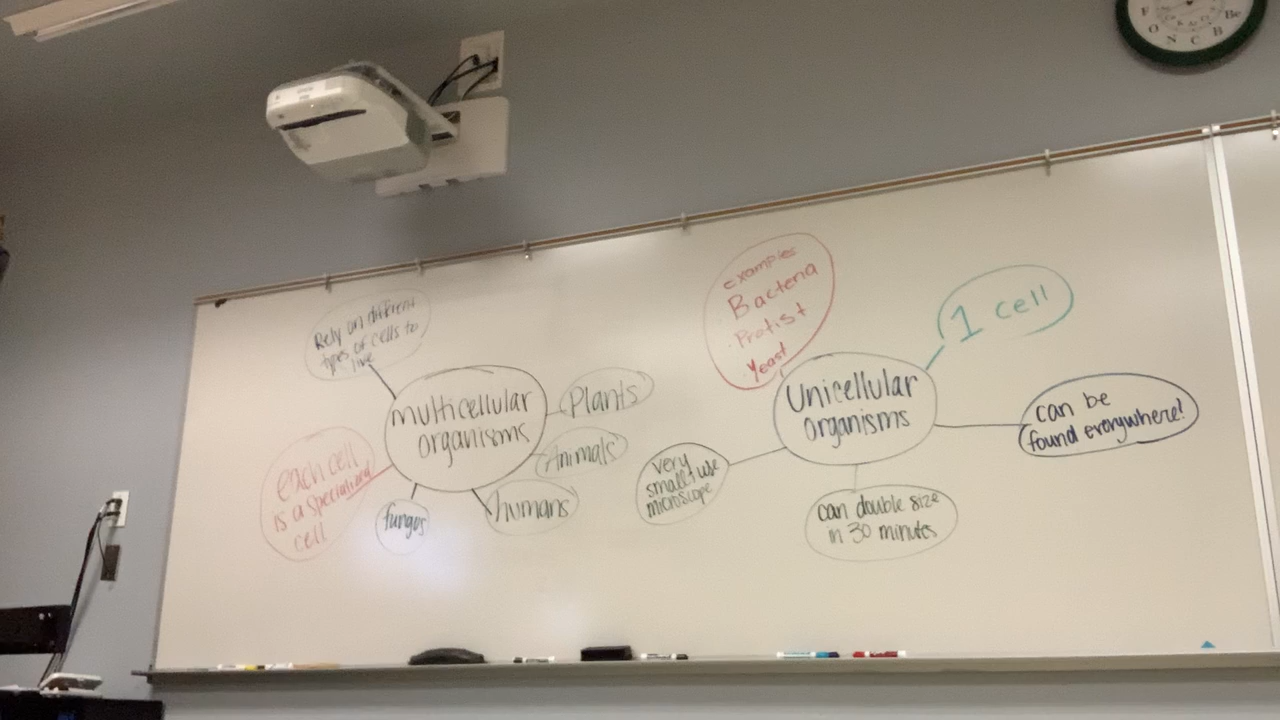 F
Be
O
N
C
B
Rely on different
types of cells to
live
multicellular
organisms
Plants
Animals
humans
fungus
each cell
is a specialized
cell
examples
Bacteria
. Protist
. Yeast
Unicellular
organisms
1 cell
can be
found everywhere!
very
small use
microscope
can double size
in 30 minutes